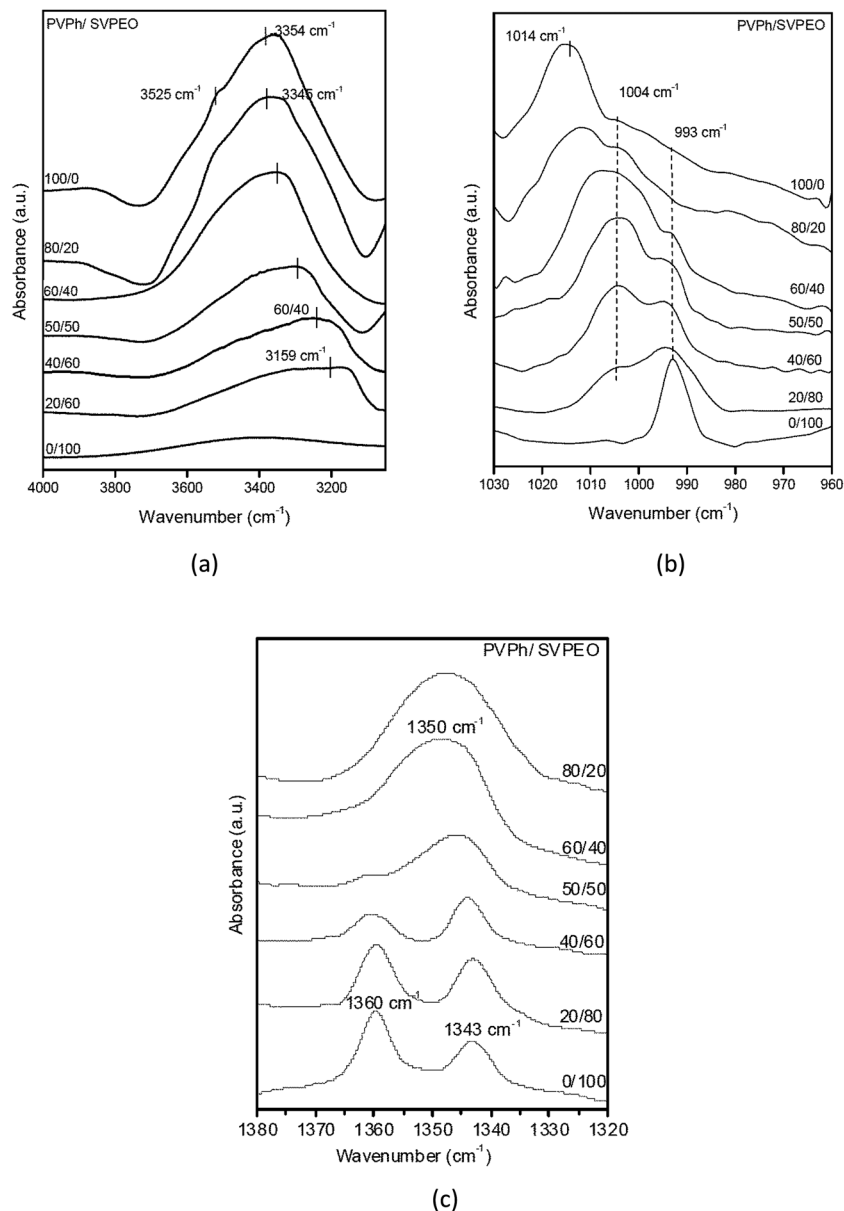 PVPh/ SVPEO
3354 cm⁻¹
3525 cm⁻¹
3345 cm⁻¹
100/0
80/20
60/40
50/50
60/40
40/60
3159 cm⁻¹
20/60
0/100
4000 3800 3600 3400 3200
Wavenumber (cm⁻¹)
Absorbance (a.u.)
(a)
PVPh/SVPEO
1014 cm⁻¹
1004 cm⁻¹
993 cm⁻¹
100/0
80/20
60/40
50/50
40/60
20/80
0/100
1030 1020 1010 1000 990 980 970 960
Wavenumber (cm⁻¹)
Absorbance (a.u.)
(b)
PVPh/ SVPEO
1350 cm⁻¹
80/20
60/40
50/50
40/60
20/80
1360 cm⁻¹
1343 cm⁻¹
0/100
1380 1370 1360 1350 1340 1330 1320
Wavenumber (cm⁻¹)
Absorbance (a.u.)
(c)